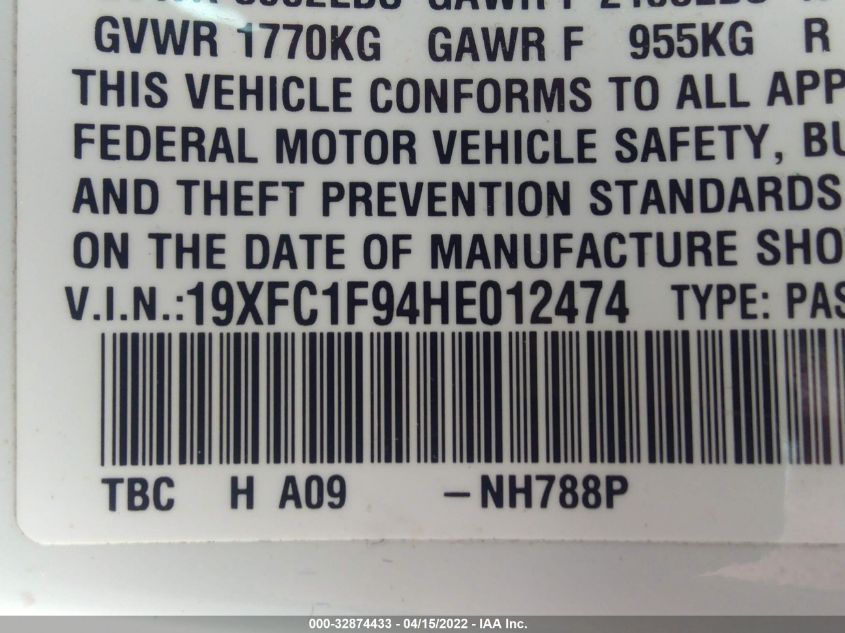 GVWR 1770KG GAWR F 955KG R
THIS VEHICLE CONFORMS TO ALL APP
FEDERAL MOTOR VEHICLE SAFETY, BU
AND THEFT PREVENTION STANDARDS
ON THE DATE OF MANUFACTURE SHO
V.I.N.:19XFC1F94HE012474 TYPE: PAS
TBC H A09 -NH788P
000-32874433 - 04/15/2022 - IAA Inc.